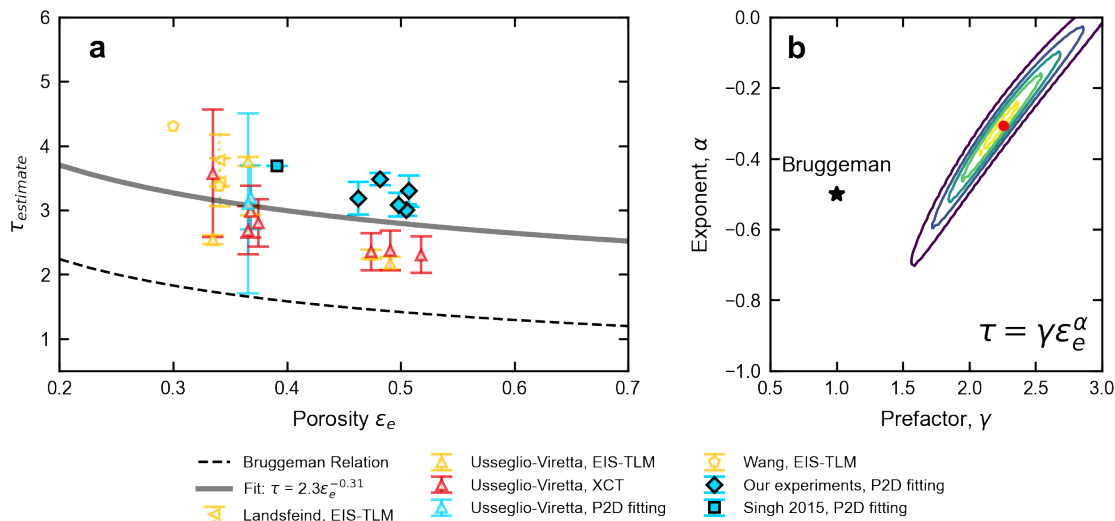 a
6
5
4
3
2
1
τestimate
0.2 0.3 0.4 0.5 0.6 0.7
Porosity εe
b
0.0
−0.2
−0.4
−0.6
−0.8
−1.0
Exponent, α
Bruggeman
τ = γεe^α
0.5 1.0 1.5 2.0 2.5 3.0
Prefactor, γ
Bruggeman Relation
Fit: τ = 2.3εe^−0.31
Landsfeind, EIS-TLM
Usseglio-Viretta, EIS-TLM
Usseglio-Viretta, XCT
Usseglio-Viretta, P2D fitting
Wang, EIS-TLM
Our experiments, P2D fitting
Singh 2015, P2D fitting